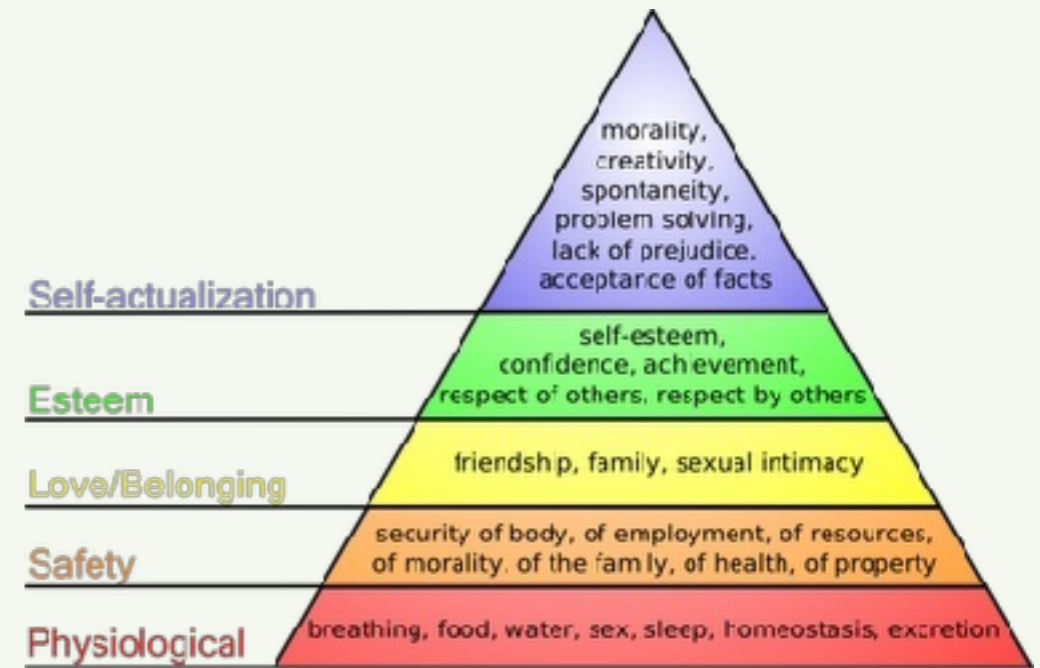 morality,
creativity,
spontaneity,
problem solving,
lack of prejudice,
acceptance of facts
Self-actualization
self-esteem,
confidence, achievement,
respect of others, respect by others
Esteem
friendship, family, sexual intimacy
Love/Belonging
security of body, of employment, of resources,
of morality, of the family, of health, of property
Safety
breathing, food, water, sex, sleep, homeostasis, excretion
Physiological